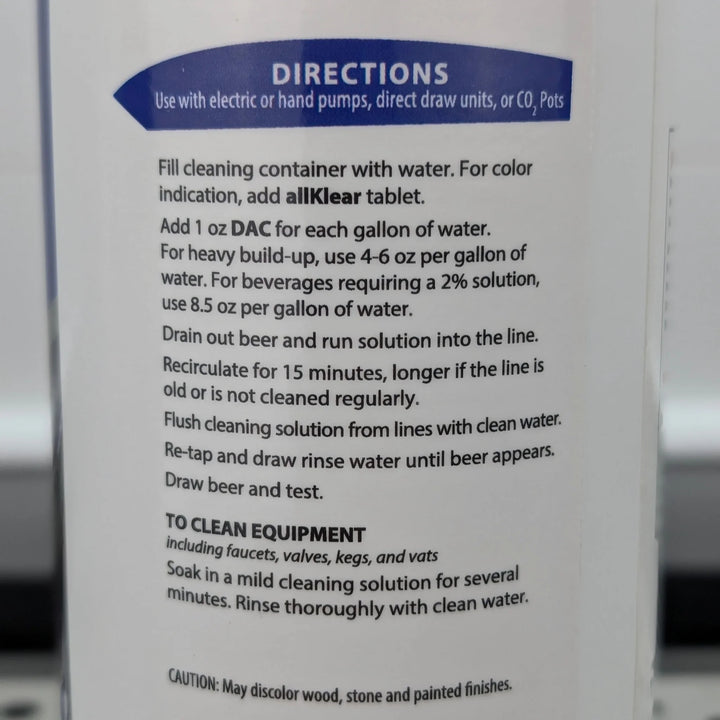 DIRECTIONS
Use with electric or hand pumps, direct draw units, or CO₂ Pots
Fill cleaning container with water. For color
indication, add allKlear tablet.
Add 1 oz DAC for each gallon of water.
For heavy build-up, use 4-6 oz per gallon of
water. For beverages requiring a 2% solution,
use 8.5 oz per gallon of water.
Drain out beer and run solution into the line.
Recirculate for 15 minutes, longer if the line is
old or is not cleaned regularly.
Flush cleaning solution from lines with clean water.
Re-tap and draw rinse water until beer appears.
Draw beer and test.
TO CLEAN EQUIPMENT
including faucets, valves, kegs, and vats
Soak in a mild cleaning solution for several
minutes. Rinse thoroughly with clean water.
CAUTION: May discolor wood, stone and painted finishes.